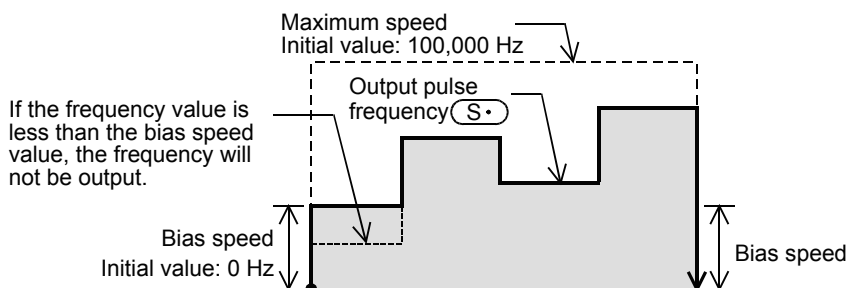 Maximum speed
Initial value: 100,000 Hz
Output pulse
frequency S·
If the frequency value is
less than the bias speed
value, the frequency will
not be output.
Bias speed
Initial value: 0 Hz
Bias speed